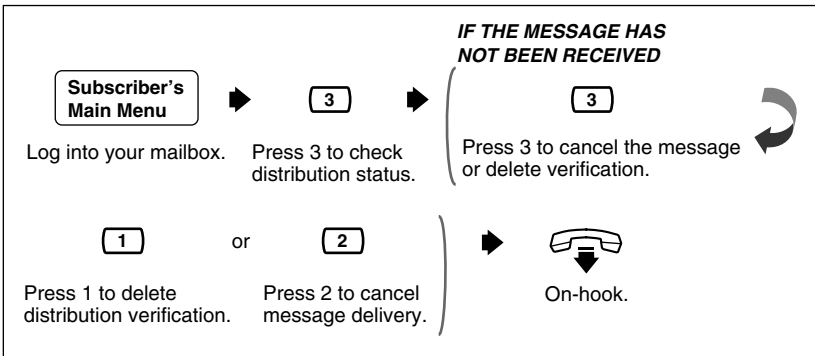 IF THE MESSAGE HAS
NOT BEEN RECEIVED
Subscriber's
Main Menu
3
3
Log into your mailbox.
Press 3 to check
distribution status.
Press 3 to cancel the message
or delete verification.
1
or
2
Press 1 to delete
distribution verification.
Press 2 to cancel
message delivery.
On-hook.